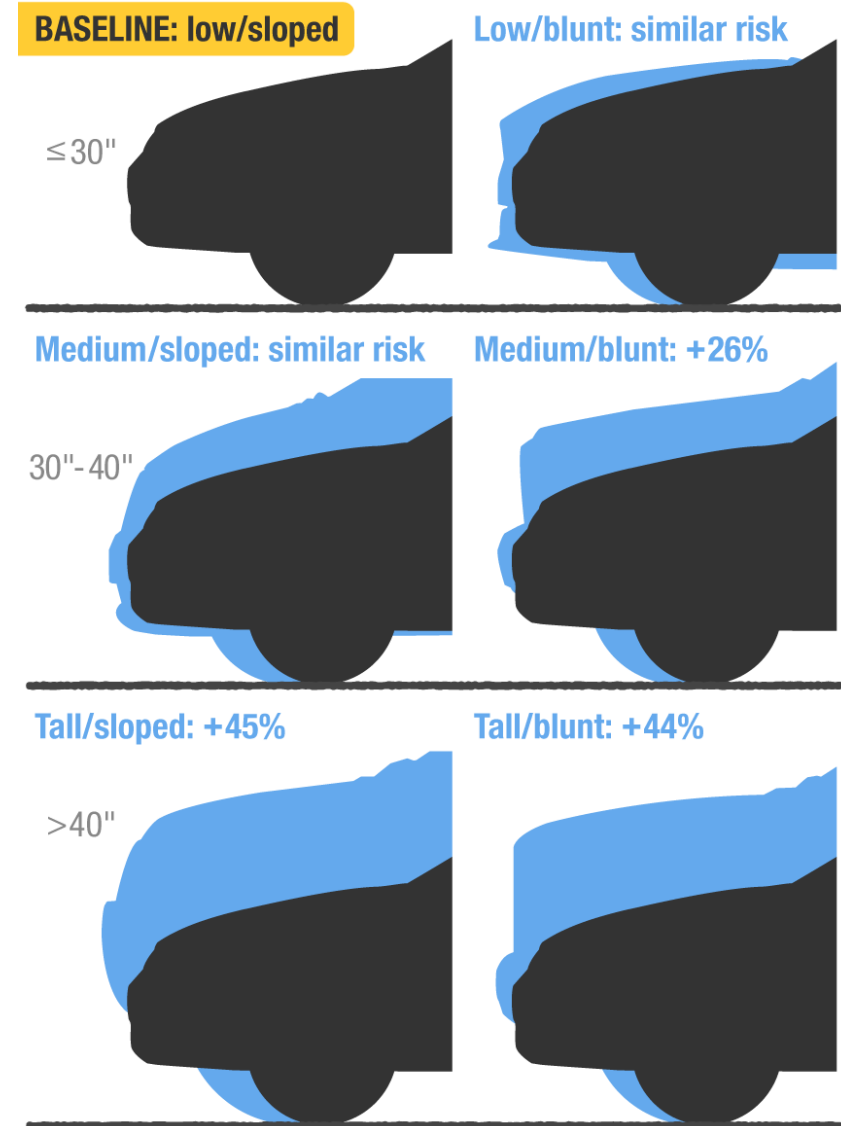 BASELINE: low/sloped
Low/blunt: similar risk
≤30"
Medium/sloped: similar risk
Medium/blunt: +26%
30"-40"
Tall/sloped: +45%
Tall/blunt: +44%
>40"